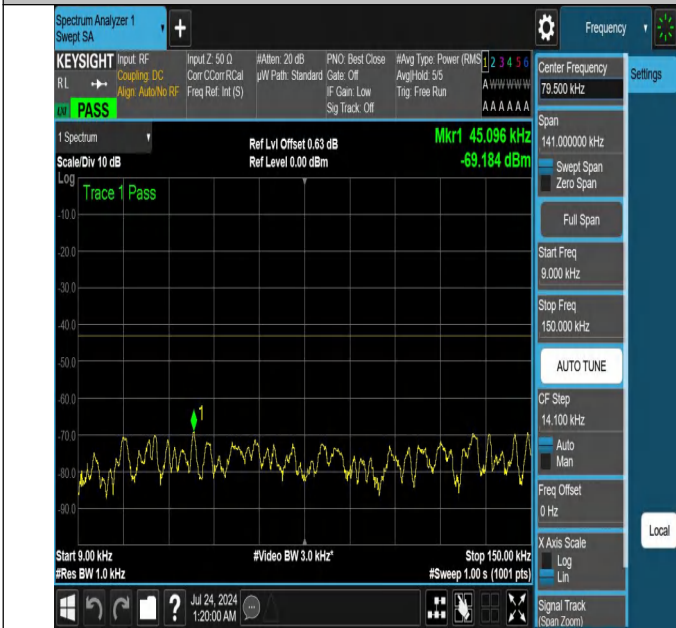 Spectrum Analyzer 1
Swept SA
+
Frequency
KEYSIGHT
RL
PASS
Input: RF
Coupling: DC
Align: Auto/No RF
Input Z: 50 Ω
Corr CCorr RCal
Freq Ref: Int (S)
#Atten: 20 dB
µW Path: Standard
PNO: Best Close
Gate: Off
IF Gain: Low
Sig Track: Off
#Avg Type: Power (RMS
Avg|Hold: 5/5
Trig: Free Run
1 2 3 4 5 6
A W W W W W
A A A A A A
Center Frequency
79.500 kHz
Settings
Span
141.000000 kHz
Swept Span
Zero Span
Full Span
Start Freq
9.000 kHz
Stop Freq
150.000 kHz
AUTO TUNE
CF Step
14.100 kHz
Auto
Man
Freq Offset
0 Hz
X Axis Scale
Log
Lin
Local
Signal Track
(Span Zoom)
1 Spectrum
Scale/Div 10 dB
Log
Ref Lvl Offset 0.63 dB
Ref Level 0.00 dBm
Mkr1 45.096 kHz
-69.184 dBm
Trace 1 Pass
-10.0
-20.0
-30.0
-40.0
-50.0
-60.0
-70.0
-80.0
-90.0
1
Start 9.00 kHz
#Res BW 1.0 kHz
#Video BW 3.0 kHz*
Stop 150.00 kHz
#Sweep 1.00 s (1001 pts)
?
Jul 24, 2024
1:20:00 AM